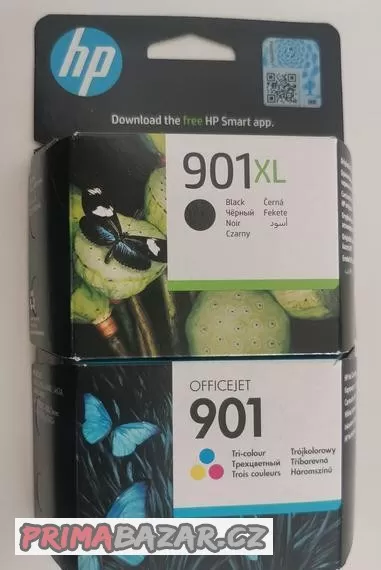 hp
Download the free HP Smart app.
901XL
Black Černá
Чёрный Fekete
Noir أسود
Czarny
OFFICEJET
901
Tri-colour Trójkolorowy
Трехцветный Tříbarevná
Trois couleurs Háromszínű
PRIMABAZAR.CZ